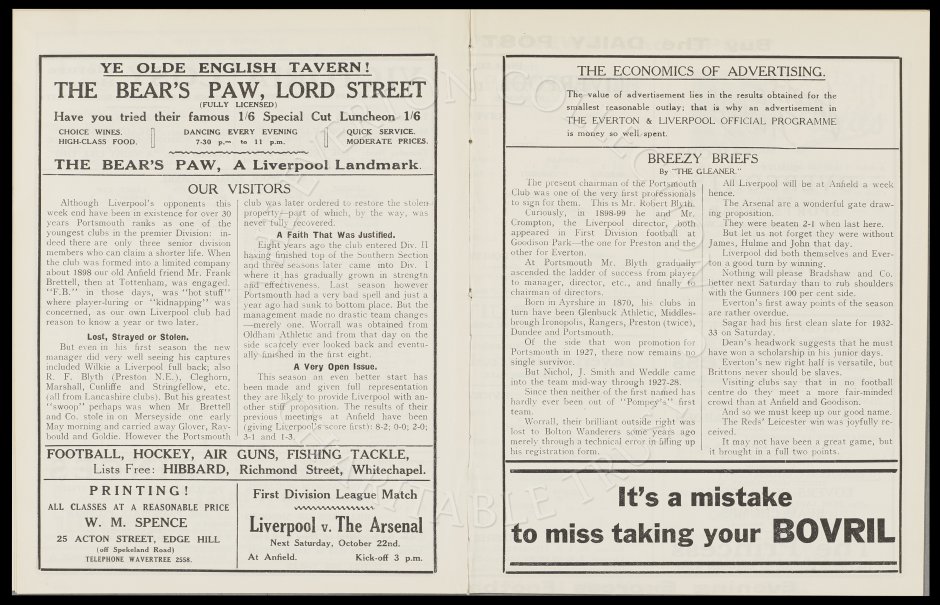 YE OLDE ENGLISH TAVERN!
THE BEAR'S PAW, LORD STREET
(FULLY LICENSED)
Have you tried their famous 1/6 Special Cut Luncheon 1/6
CHOICE WINES.
HIGH-CLASS FOOD.
DANCING EVERY EVENING
7-30 p.m. to 11 p.m.
QUICK SERVICE.
MODERATE PRICES.
THE BEAR'S PAW, A Liverpool Landmark.
OUR VISITORS
Although Liverpool's opponents this
week end have been in existence for over 30
years Portsmouth ranks as one of the
youngest clubs in the premier Division: in-
deed there are only three senior division
members who can claim a shorter life. When
the club was formed into a limited company
about 1898 our old Anfield friend Mr. Frank
Brettell, then at Tottenham, was engaged.
"F.B." in those days, was "hot stuff"
where player-luring or "kidnapping" was
concerned, as our own Liverpool club had
reason to know a year or two later.
Lost, Strayed or Stolen.
But even in his first season the new
manager did very well seeing his captures
included Wilkie a Liverpool full back; also
R. F. Blyth (Preston N.E.), Cleghorn,
Marshall, Cunliffe and Stringfellow, etc.
(all from Lancashire clubs). But his greatest
"swoop" perhaps was when Mr Brettell
and Co. stole in on Merseyside one early
May morning and carried away Glover, Ray-
bould and Goldie. However the Portsmouth
club was later ordered to restore the stolen
property—part of which, by the way, was
never fully recovered.
A Faith That Was Justified.
Eight years ago the club entered Div. II
having finished top of the Southern Section
and three seasons later came into Div. I
where it has gradually grown in strength
and effectiveness. Last season however
Portsmouth had a very bad spell and just a
year ago had sunk to bottom place. But the
management made no drastic team changes
—merely one. Worrall was obtained from
Oldham Athletic and from that day on the
side scarcely ever looked back and eventu-
ally finished in the first eight.
A Very Open Issue.
This season an even better start has
been made and given full representation
they are likely to provide Liverpool with an-
other stiff proposition. The results of their
previous meetings at Anfield have been
(giving Liverpool's score first): 8-2; 0-0; 2-0;
3-1 and 1-3.
FOOTBALL, HOCKEY, AIR GUNS, FISHING TACKLE,
Lists Free: HIBBARD, Richmond Street, Whitechapel.
PRINTING!
ALL CLASSES AT A REASONABLE PRICE
W. M. SPENCE
25 ACTON STREET, EDGE HILL
(off Spekeland Road)
TELEPHONE WAVERTREE 2558.
First Division League Match
Liverpool v. The Arsenal
Next Saturday, October 22nd.
At Anfield. Kick-off 3 p.m.
THE ECONOMICS OF ADVERTISING.
The value of advertisement lies in the results obtained for the
smallest reasonable outlay; that is why an advertisement in
THE EVERTON & LIVERPOOL OFFICIAL PROGRAMME
is money so well spent.
BREEZY BRIEFS
By "THE GLEANER"
The present chairman of the Portsmouth
Club was one of the very first professionals
to sign for them. This is Mr. Robert Blyth.
Curiously, in 1898-99 he and Mr.
Crompton, the Liverpool director, both
appeared in First Division football at
Goodison Park—the one for Preston and the
other for Everton.
At Portsmouth Mr. Blyth gradually
ascended the ladder of success from player
to manager, director, etc., and finally to
chairman of directors.
Born in Ayrshire in 1870, his clubs in
turn have been Glenbuck Athletic, Middles-
brough Ironopolis, Rangers, Preston (twice),
Dundee and Portsmouth.
Of the side that won promotion for
Portsmouth in 1927, there now remains no
single survivor.
But Nichol, J. Smith and Weddle came
into the team mid-way through 1927-28.
Since then neither of the first named has
hardly ever been out of "Pompey's" first
team.
Worrall, their brilliant outside right was
lost to Bolton Wanderers some years ago
merely through a technical error in filling up
his registration form.
All Liverpool will be at Anfield a week
hence.
The Arsenal are a wonderful gate draw-
ing proposition.
They were beaten 2-1 when last here.
But let us not forget they were without
James, Hulme and John that day.
Liverpool did both themselves and Ever-
ton a good turn by winning.
Nothing will please Bradshaw and Co.
better next Saturday than to rub shoulders
with the Gunners 100 per cent side.
Everton's first away points of the season
are rather overdue.
Sagar had his first clean slate for 1932-
33 on Saturday.
Dean's headwork suggests that he must
have won a scholarship in his junior days.
Everton's new right half is versatile, but
Brittons never should be slaves.
Visiting clubs say that in no football
centre do they meet a more fair-minded
crowd than at Anfield and Goodison.
And so we must keep up our good name.
The Reds' Leicester win was joyfully re-
ceived.
It may not have been a great game, but
it brought in a full two points.
It's a mistake
to miss taking your BOVRIL